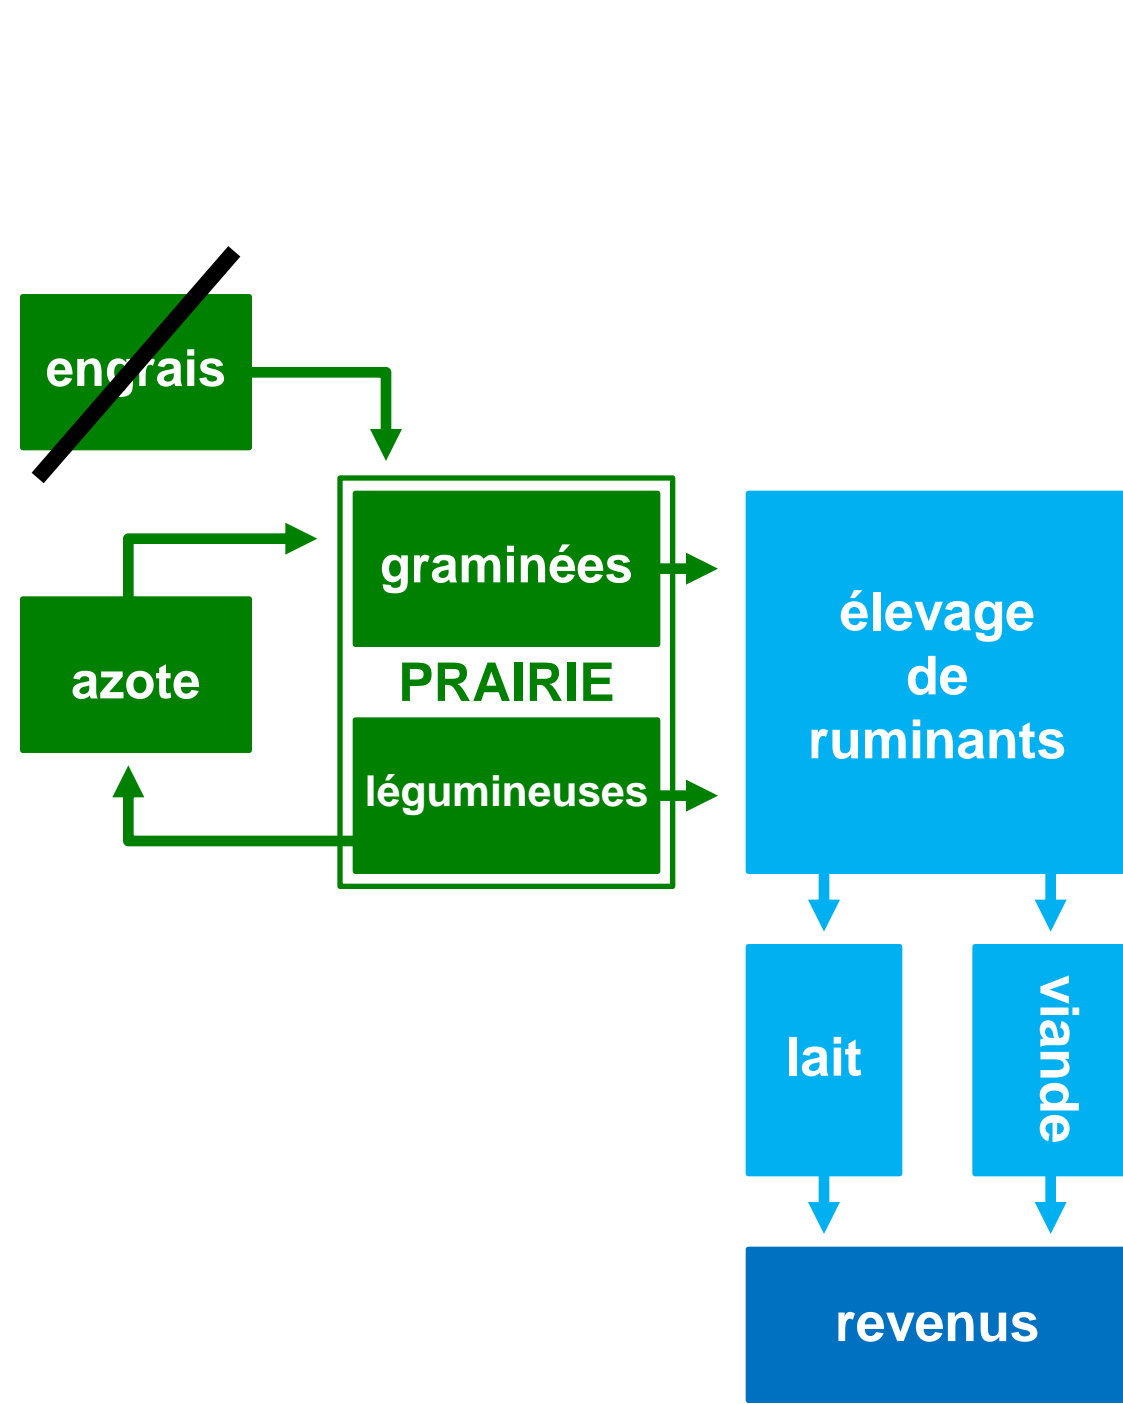 engrais
graminées
azote
PRAIRIE
légumineuses
élevage
de
ruminants
lait
viande
revenus